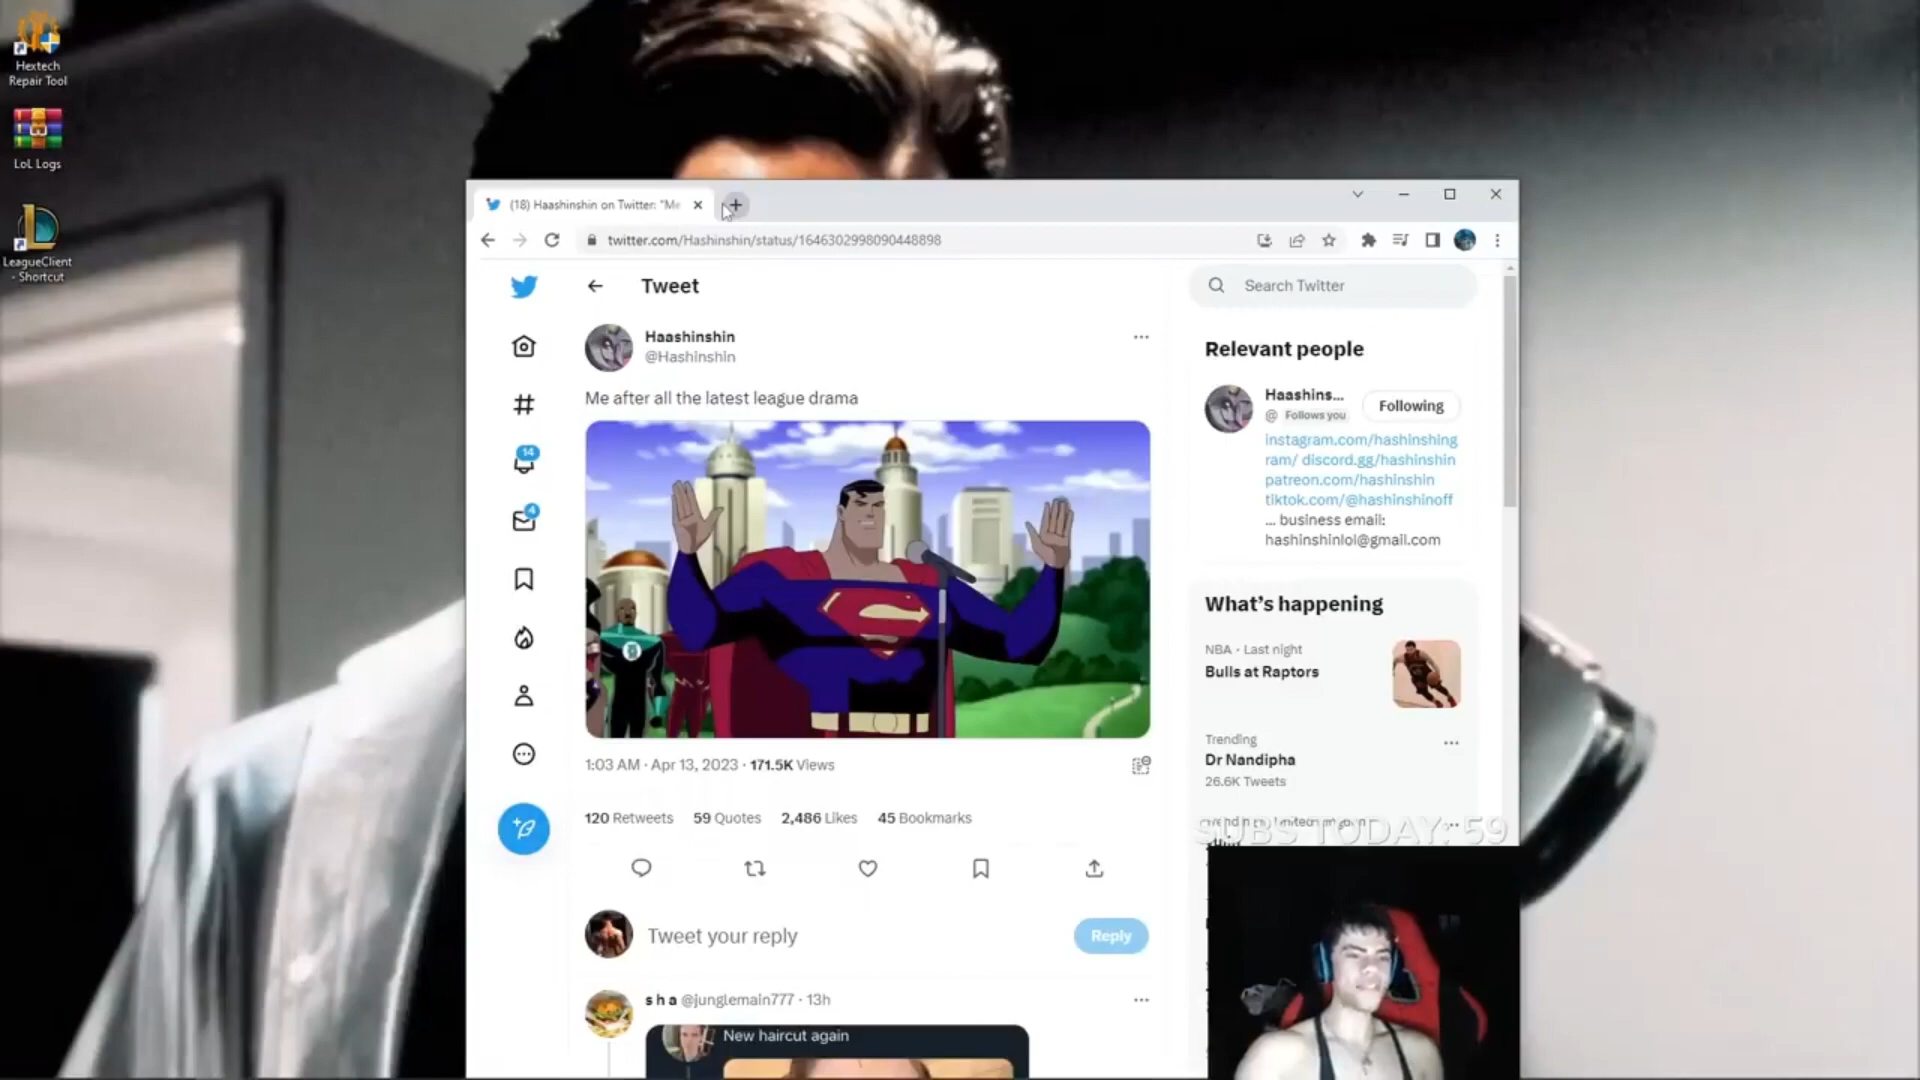 Hextech
Repair Tool
LoL Logs
LeagueClient
- Shortcut
(18) Haashinshin on Twitter: "Me
twitter.com/Hashinshin/status/1646302998090448898
Tweet
Search Twitter
Haashinshin
@Hashinshin
Me after all the latest league drama
1:03 AM · Apr 13, 2023 · 171.5K Views
120 Retweets 59 Quotes 2,486 Likes 45 Bookmarks
Tweet your reply
Reply
s h a @junglemain777 · 13h
New haircut again
14
4
Relevant people
Haashins...
Following
@ Follows you
instagram.com/hashinshing
ram/ discord.gg/hashinshin
patreon.com/hashinshin
tiktok.com/@hashinshinoff
... business email:
hashinshinlol@gmail.com
What's happening
NBA · Last night
Bulls at Raptors
Trending
Dr Nandipha
26.6K Tweets
SUBS TODAY: 59